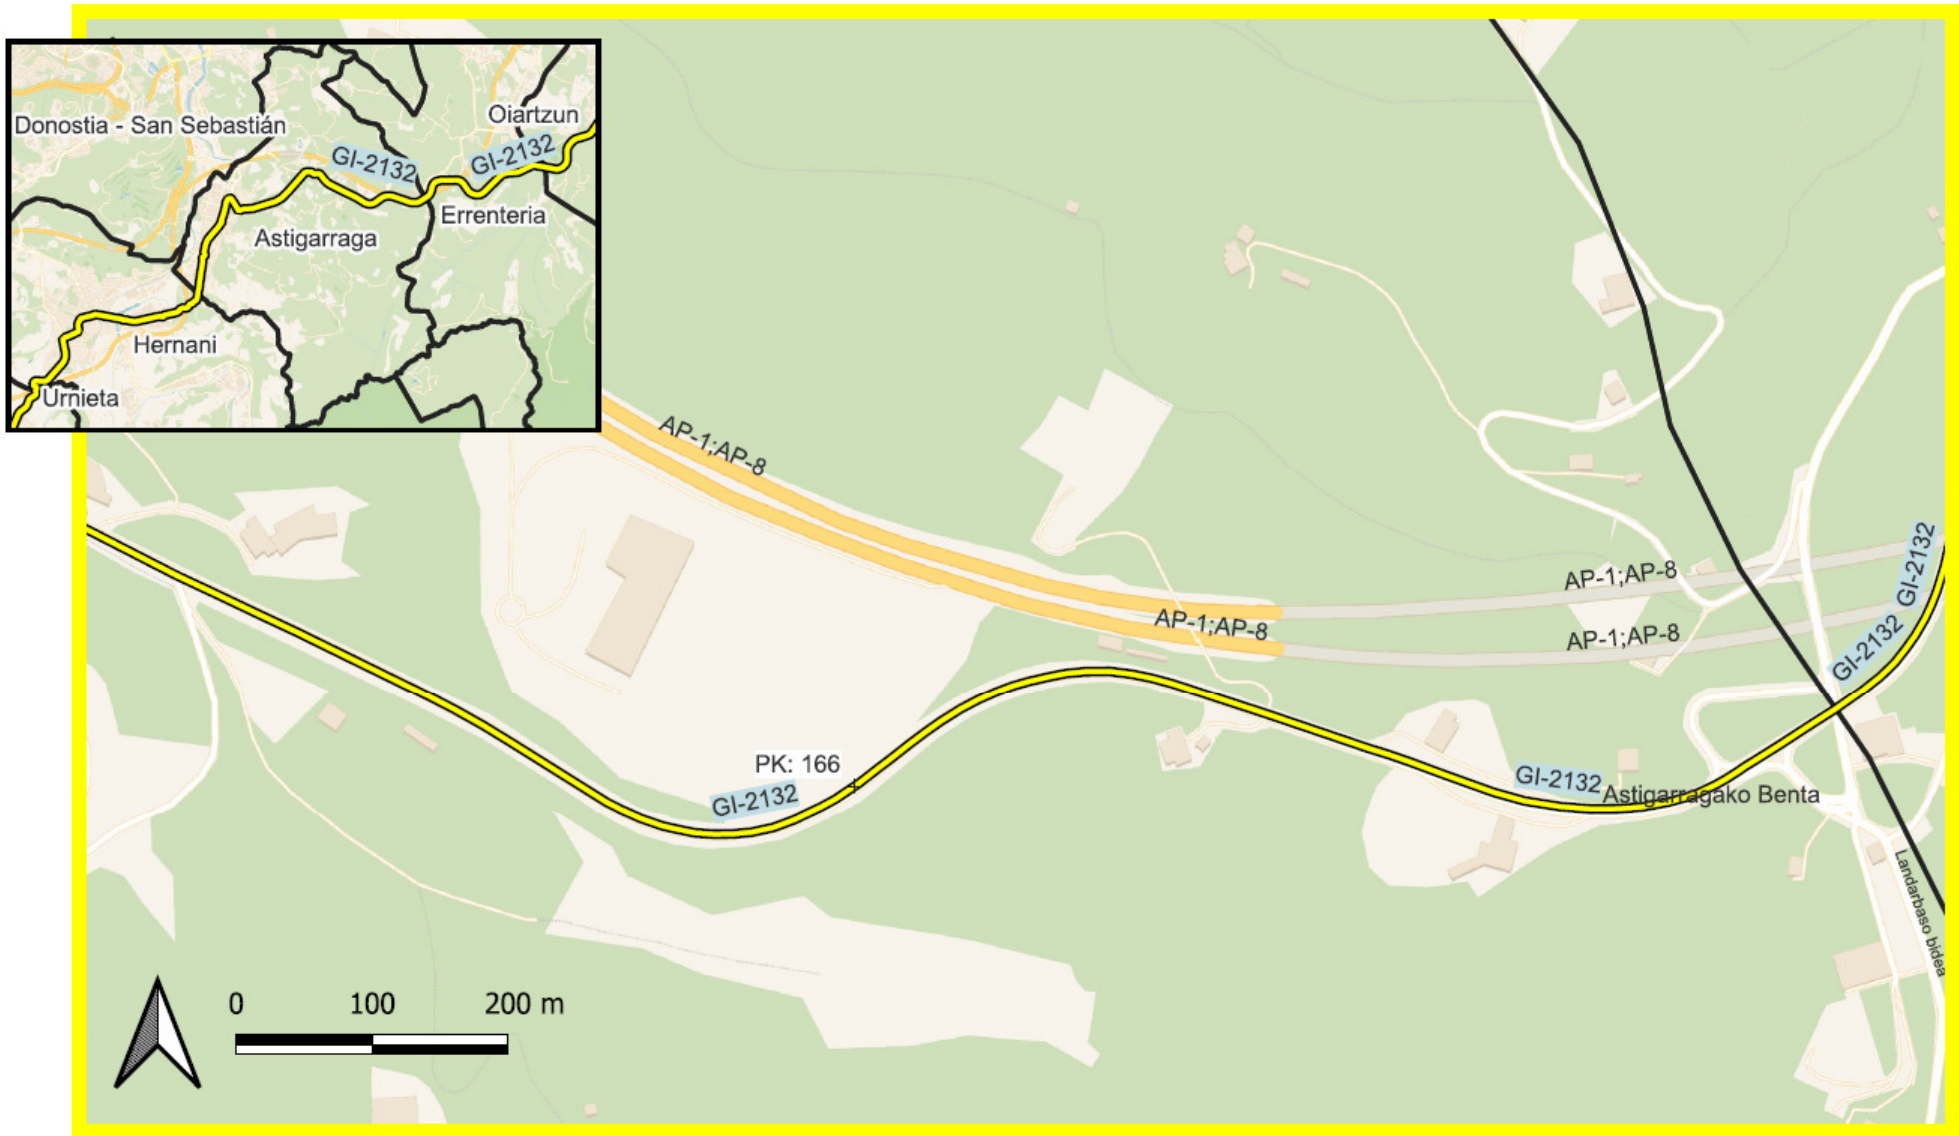 Oiartzun
Donostia - San Sebastián
GI-2132
GI-2132
Errenteria
Astigarraga
Hernani
Urnieta
AP-1;AP-8
AP-1;AP-8
AP-1;AP-8
AP-1;AP-8
GI-2132
GI-2132
PK: 166
GI-2132
GI-2132
Astigarragako Benta
Landarbaso bidea
0 100 200 m